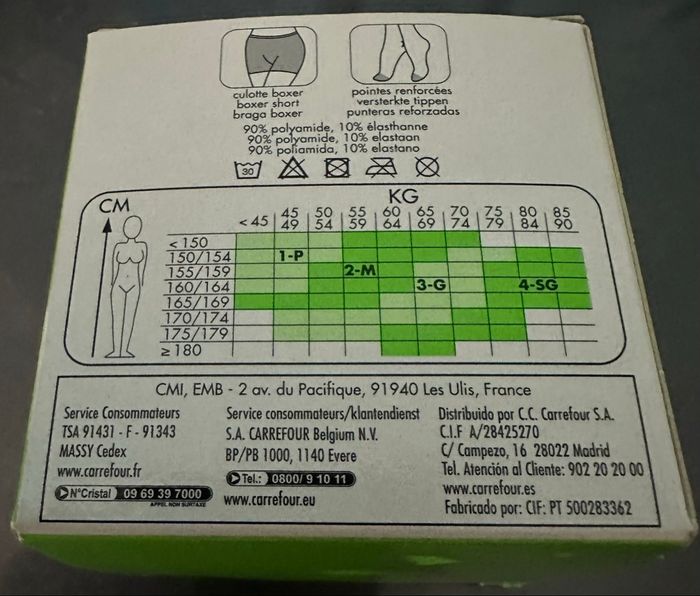 culotte boxer
boxer short
braga boxer
pointes renforcées
versterkte tippen
punteras reforzadas
90% polyamide, 10% élasthanne
90% polyamide, 10% elastaan
90% poliamida, 10% elastano
30
CM
KG
< 45 45 49 50 54 55 59 60 64 65 69 70 74 75 79 80 84 85 90
< 150
150/154 1-P
155/159 2-M
160/164 3-G 4-SG
165/169
170/174
175/179
≥ 180
CMI, EMB - 2 av. du Pacifique, 91940 Les Ulis, France
Service Consommateurs
TSA 91431 - F - 91343
MASSY Cedex
www.carrefour.fr
N°Cristal 09 69 39 7000
APPEL NON SURTAXE
Service consommateurs/klantendienst
S.A. CARREFOUR Belgium N.V.
BP/PB 1000, 1140 Evere
Tel.: 0800/9 10 11
www.carrefour.eu
Distribuido por C.C. Carrefour S.A.
C.I.F A/28425270
C/ Campezo, 16 28022 Madrid
Tel. Atención al Cliente: 902 20 20 00
www.carrefour.es
Fabricado por: CIF: PT 500283362